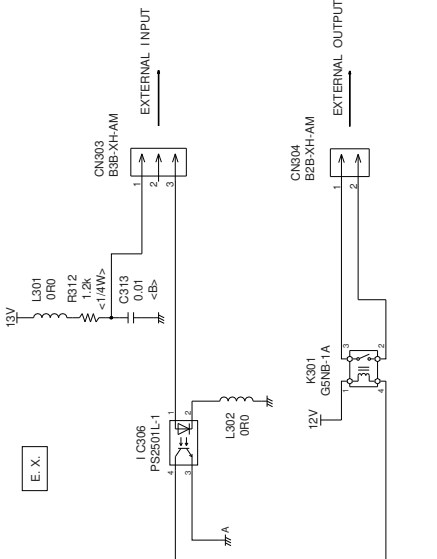 EXTERNAL INPUT
EXTERNAL OUTPUT
CN303
B3B-XH-AM
1
2
3
CN304
B2B-XH-AM
1
2
13V
L301
0R0
R312
1.2k
<1/4W>
C313
0.01
<B>
K301
G5NB-1A
3
2
1
4
12V
IC306
PS2501L-1
1
2
4
3
L302
0R0
A
E. X.